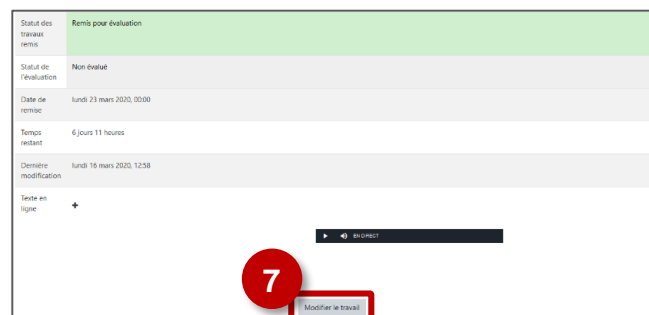 Statut des
travaux
remis
Remis pour évaluation
Statut de
l'évaluation
Non évalué
Date de
remise
lundi 23 mars 2020, 00:00
Temps
restant
6 jours 11 heures
Dernière
modification
lundi 16 mars 2020, 12:58
Texte en
ligne
+
EN DIRECT
7
Modifier le travail